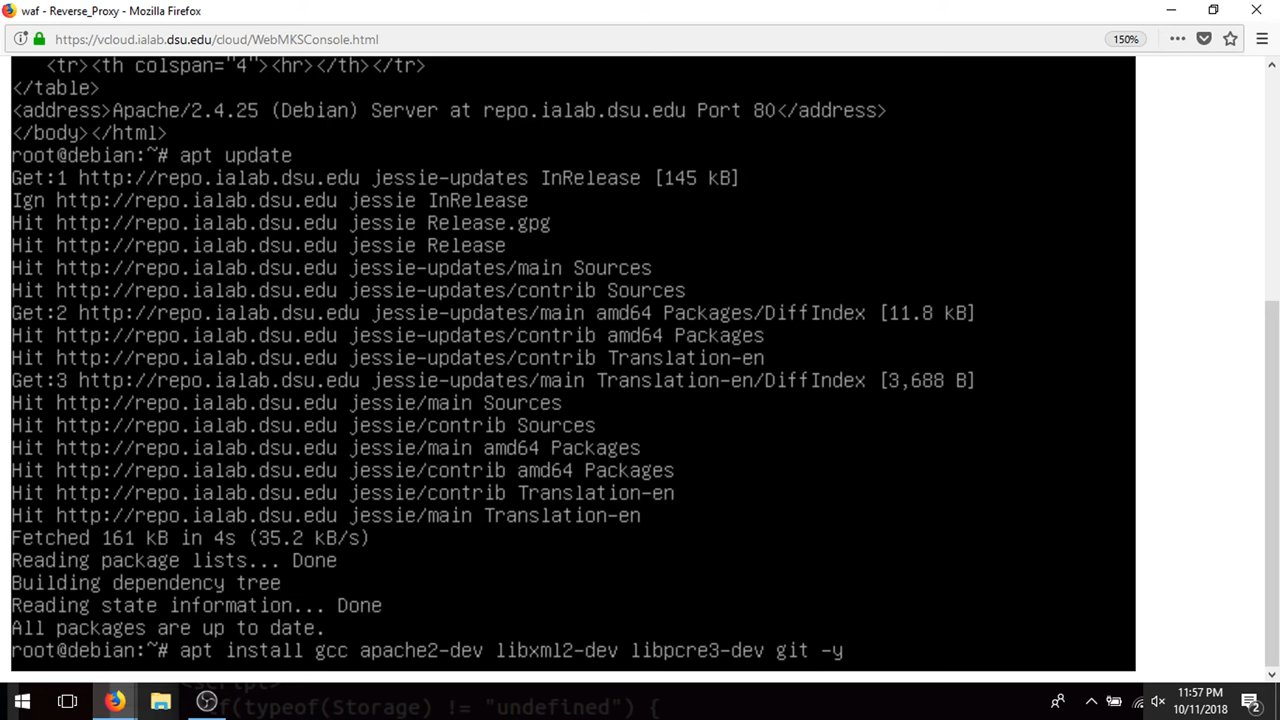 waf - Reverse_Proxy - Mozilla Firefox
https://vcloud.ialab.dsu.edu/cloud/WebMKSConsole.html
150%
<tr><th colspan="4"><hr></th></tr>
</table>
<address>Apache/2.4.25 (Debian) Server at repo.ialab.dsu.edu Port 80</address>
</body></html>
root@debian:~# apt update
Get:1 http://repo.ialab.dsu.edu jessie-updates InRelease [145 kB]
Ign http://repo.ialab.dsu.edu jessie InRelease
Hit http://repo.ialab.dsu.edu jessie Release.gpg
Hit http://repo.ialab.dsu.edu jessie Release
Hit http://repo.ialab.dsu.edu jessie-updates/main Sources
Hit http://repo.ialab.dsu.edu jessie-updates/contrib Sources
Get:2 http://repo.ialab.dsu.edu jessie-updates/main amd64 Packages/DiffIndex [11.8 kB]
Hit http://repo.ialab.dsu.edu jessie-updates/contrib amd64 Packages
Hit http://repo.ialab.dsu.edu jessie-updates/contrib Translation-en
Get:3 http://repo.ialab.dsu.edu jessie-updates/main Translation-en/DiffIndex [3,688 B]
Hit http://repo.ialab.dsu.edu jessie/main Sources
Hit http://repo.ialab.dsu.edu jessie/contrib Sources
Hit http://repo.ialab.dsu.edu jessie/main amd64 Packages
Hit http://repo.ialab.dsu.edu jessie/contrib amd64 Packages
Hit http://repo.ialab.dsu.edu jessie/contrib Translation-en
Hit http://repo.ialab.dsu.edu jessie/main Translation-en
Fetched 161 kB in 4s (35.2 kB/s)
Reading package lists... Done
Building dependency tree
Reading state information... Done
All packages are up to date.
root@debian:~# apt install gcc apache2-dev libxml2-dev libpcre3-dev git -y
<script>
if(typeof(Storage) != "undefined") {
11:57 PM
10/11/2018
2